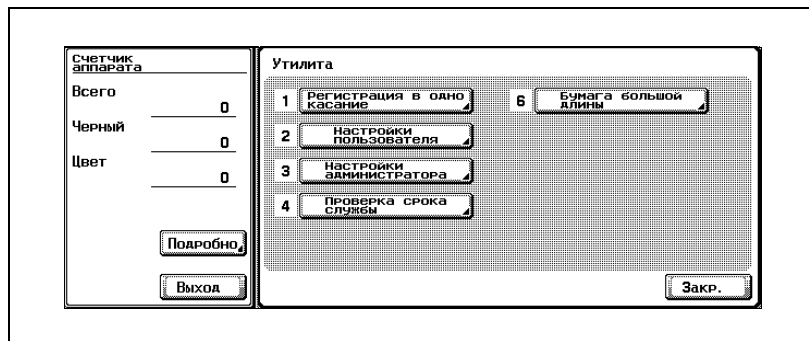 Счетчик
аппарата
Всего
0
Черный
0
Цвет
0
Подробно
Выход
Утилита
1 Регистрация в одно
касание
2 Настройки
пользователя
3 Настройки
администратора
4 Проверка срока
службы
6 Бумага большой
длины
Закр.